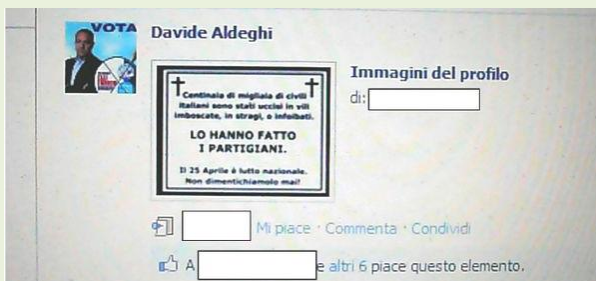 VOTA
Davide Aldeghi
Immagini del profilo
di:
Centinaia di migliaia di civili
italiani sono stati uccisi in vili
imboscate, in stragi, o infoibati.
LO HANNO FATTO
I PARTIGIANI.
Il 25 Aprile è lutto nazionale.
Non dimentichiamolo mai!
Mi piace · Commenta · Condividi
A e altri 6 piace questo elemento.